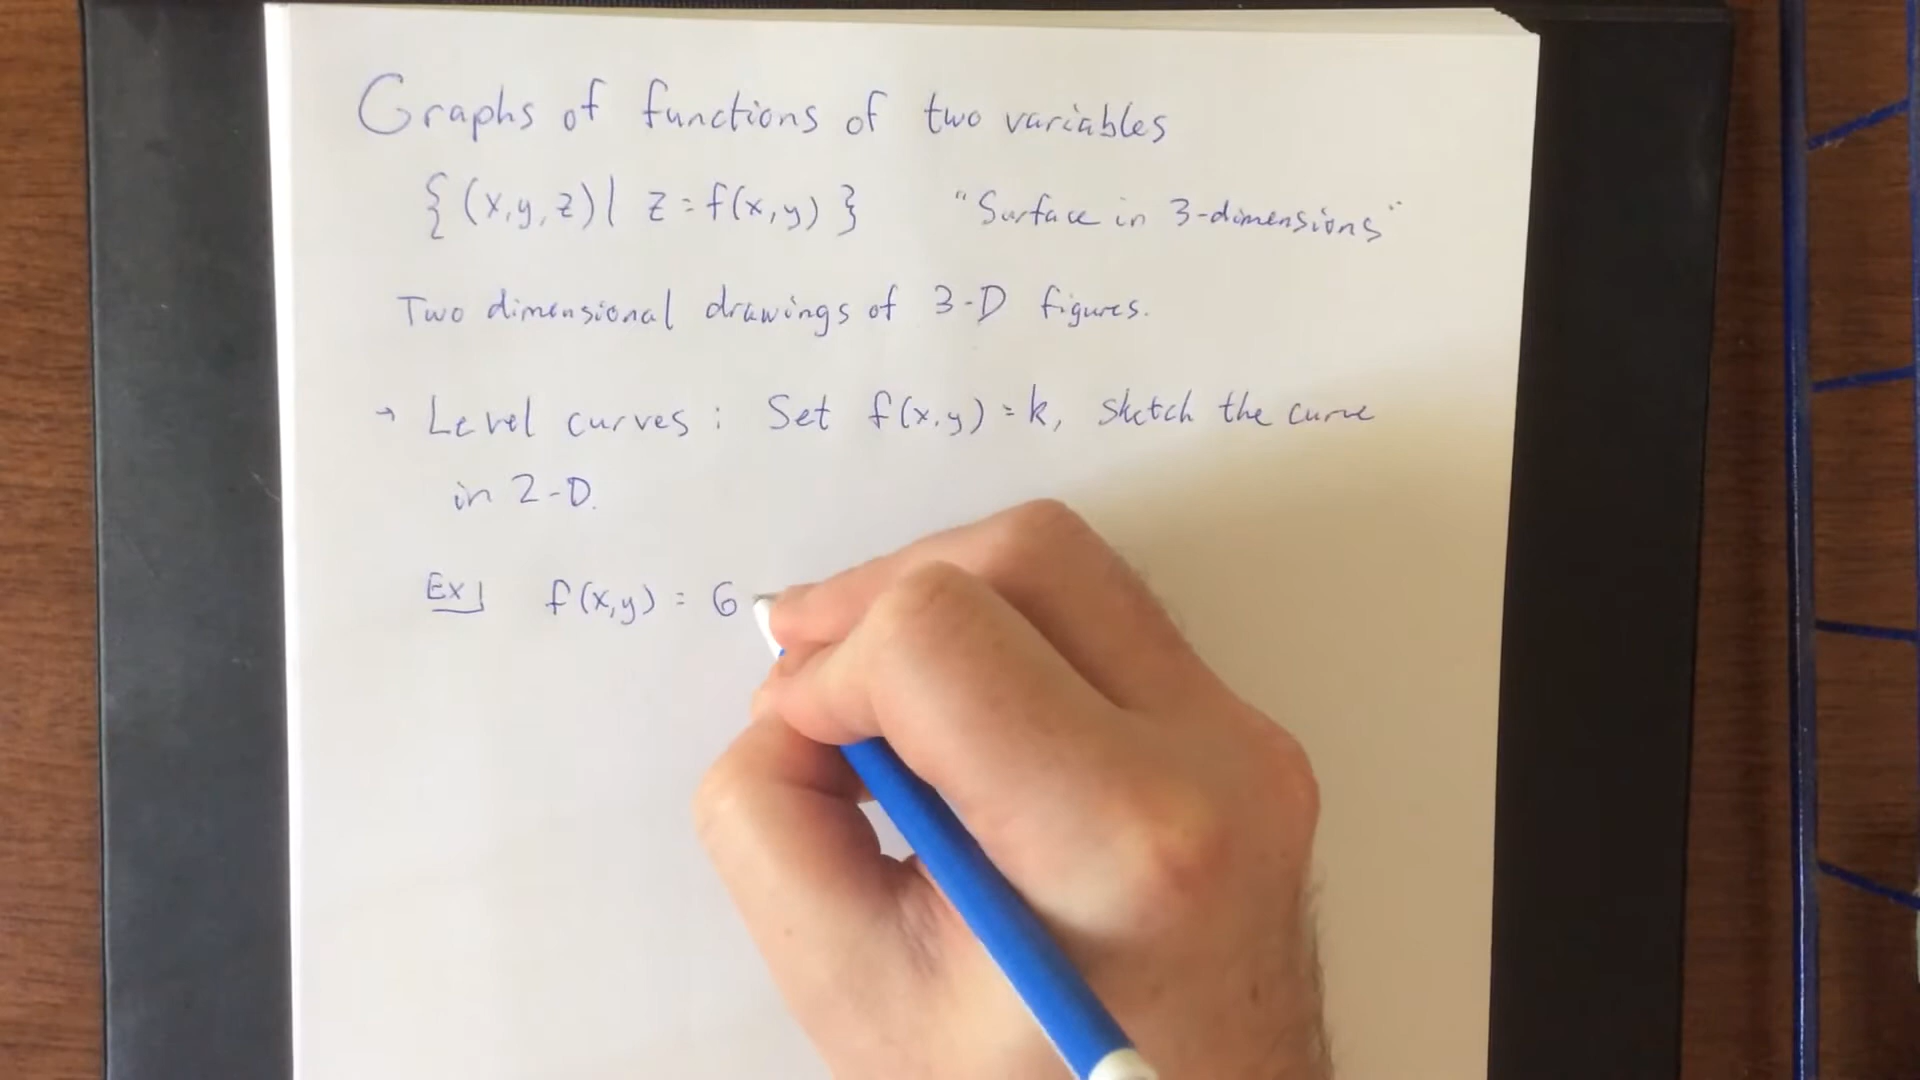 Graphs of functions of two variables
{(x,y,z)| z=f(x,y)} "Surface in 3-dimensions"
Two dimensional drawings of 3-D figures.
→ Level curves: Set f(x,y)=k, sketch the curve
in 2-D.
Ex] f(x,y) = 6